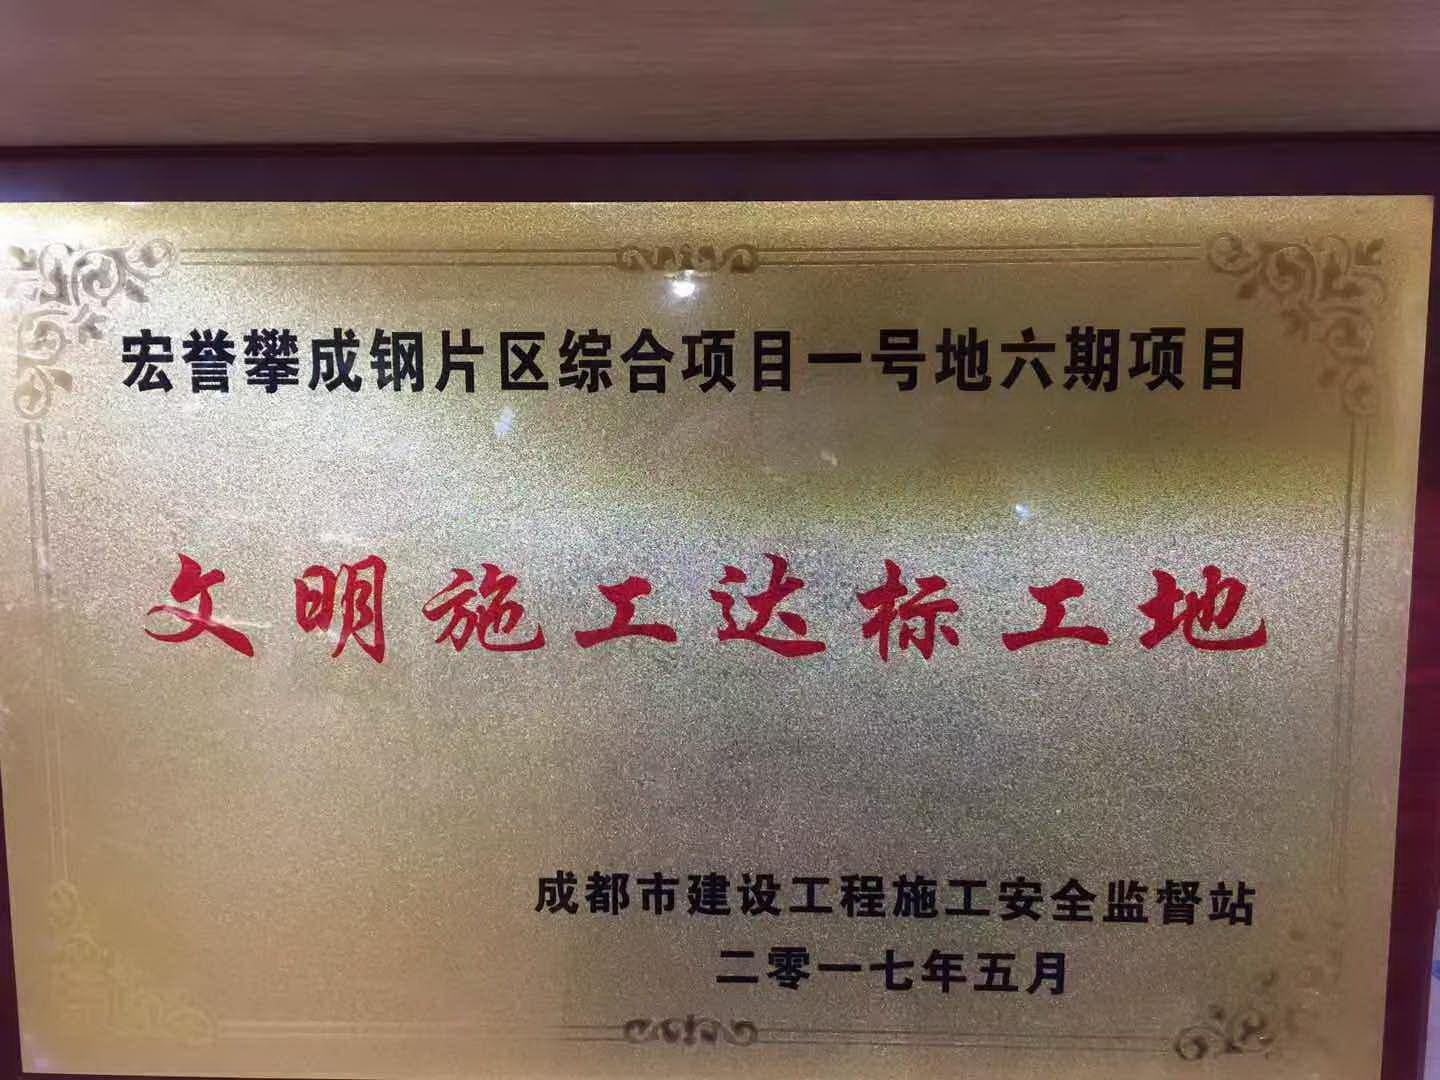 宏誉攀成钢片区综合项目一号地六期项目
文明施工达标工地
成都市建设工程施工安全监督站
二零一七年五月